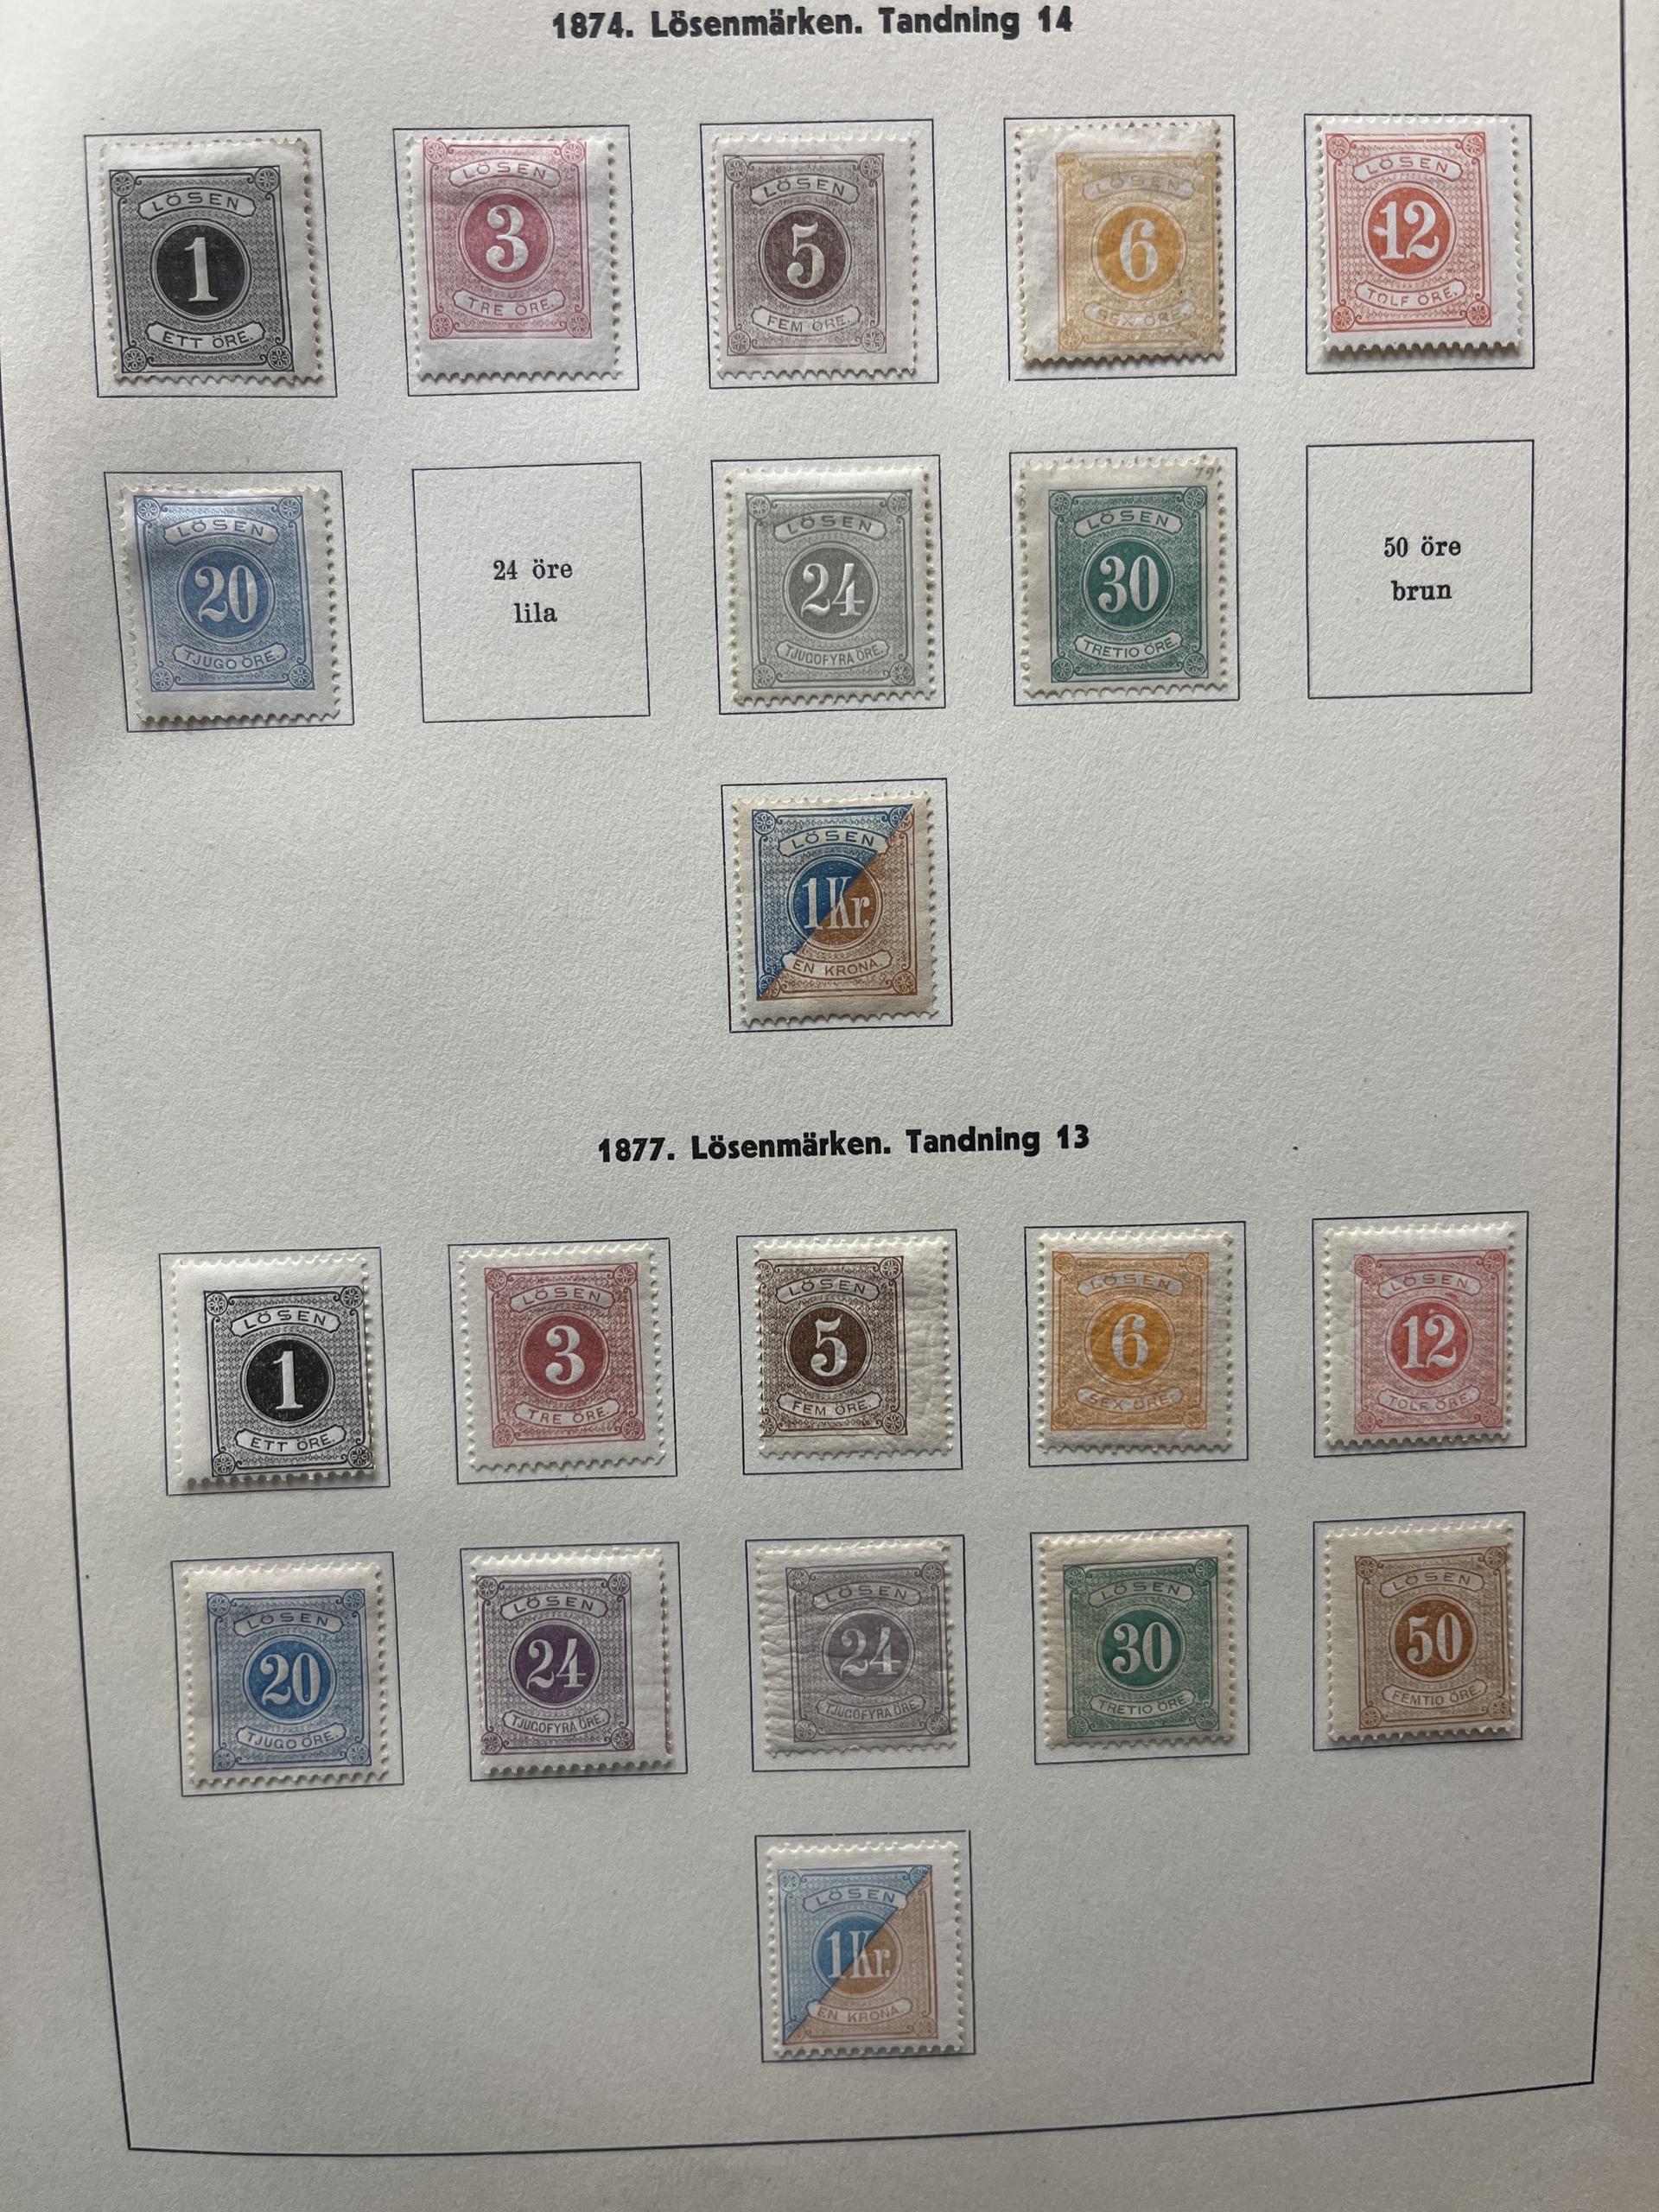 1874. Lösenmärken. Tandning 14
LÖSEN
1
ETT ÖRE.
LÖSEN
3
TRE ÖRE.
LÖSEN
5
FEM ÖRE.
LÖSEN
6
SEX ÖRE.
LÖSEN
12
TOLF ÖRE.
LÖSEN
20
TJUGO ÖRE.
24 öre
lila
LÖSEN
24
TJUGOFYRA ÖRE.
LÖSEN
30
TRETIO ÖRE.
50 öre
brun
LÖSEN
1 Kr.
EN KRONA.
1877. Lösenmärken. Tandning 13
LÖSEN
1
ETT ÖRE.
LÖSEN
3
TRE ÖRE.
LÖSEN
5
FEM ÖRE.
LÖSEN
6
SEX ÖRE.
LÖSEN
12
TOLF ÖRE.
LÖSEN
20
TJUGO ÖRE.
LÖSEN
24
TJUGOFYRA ÖRE.
LÖSEN
24
TJUGOFYRA ÖRE.
LÖSEN
30
TRETIO ÖRE.
LÖSEN
50
FEMTIO ÖRE.
LÖSEN
1 Kr.
EN KRONA.